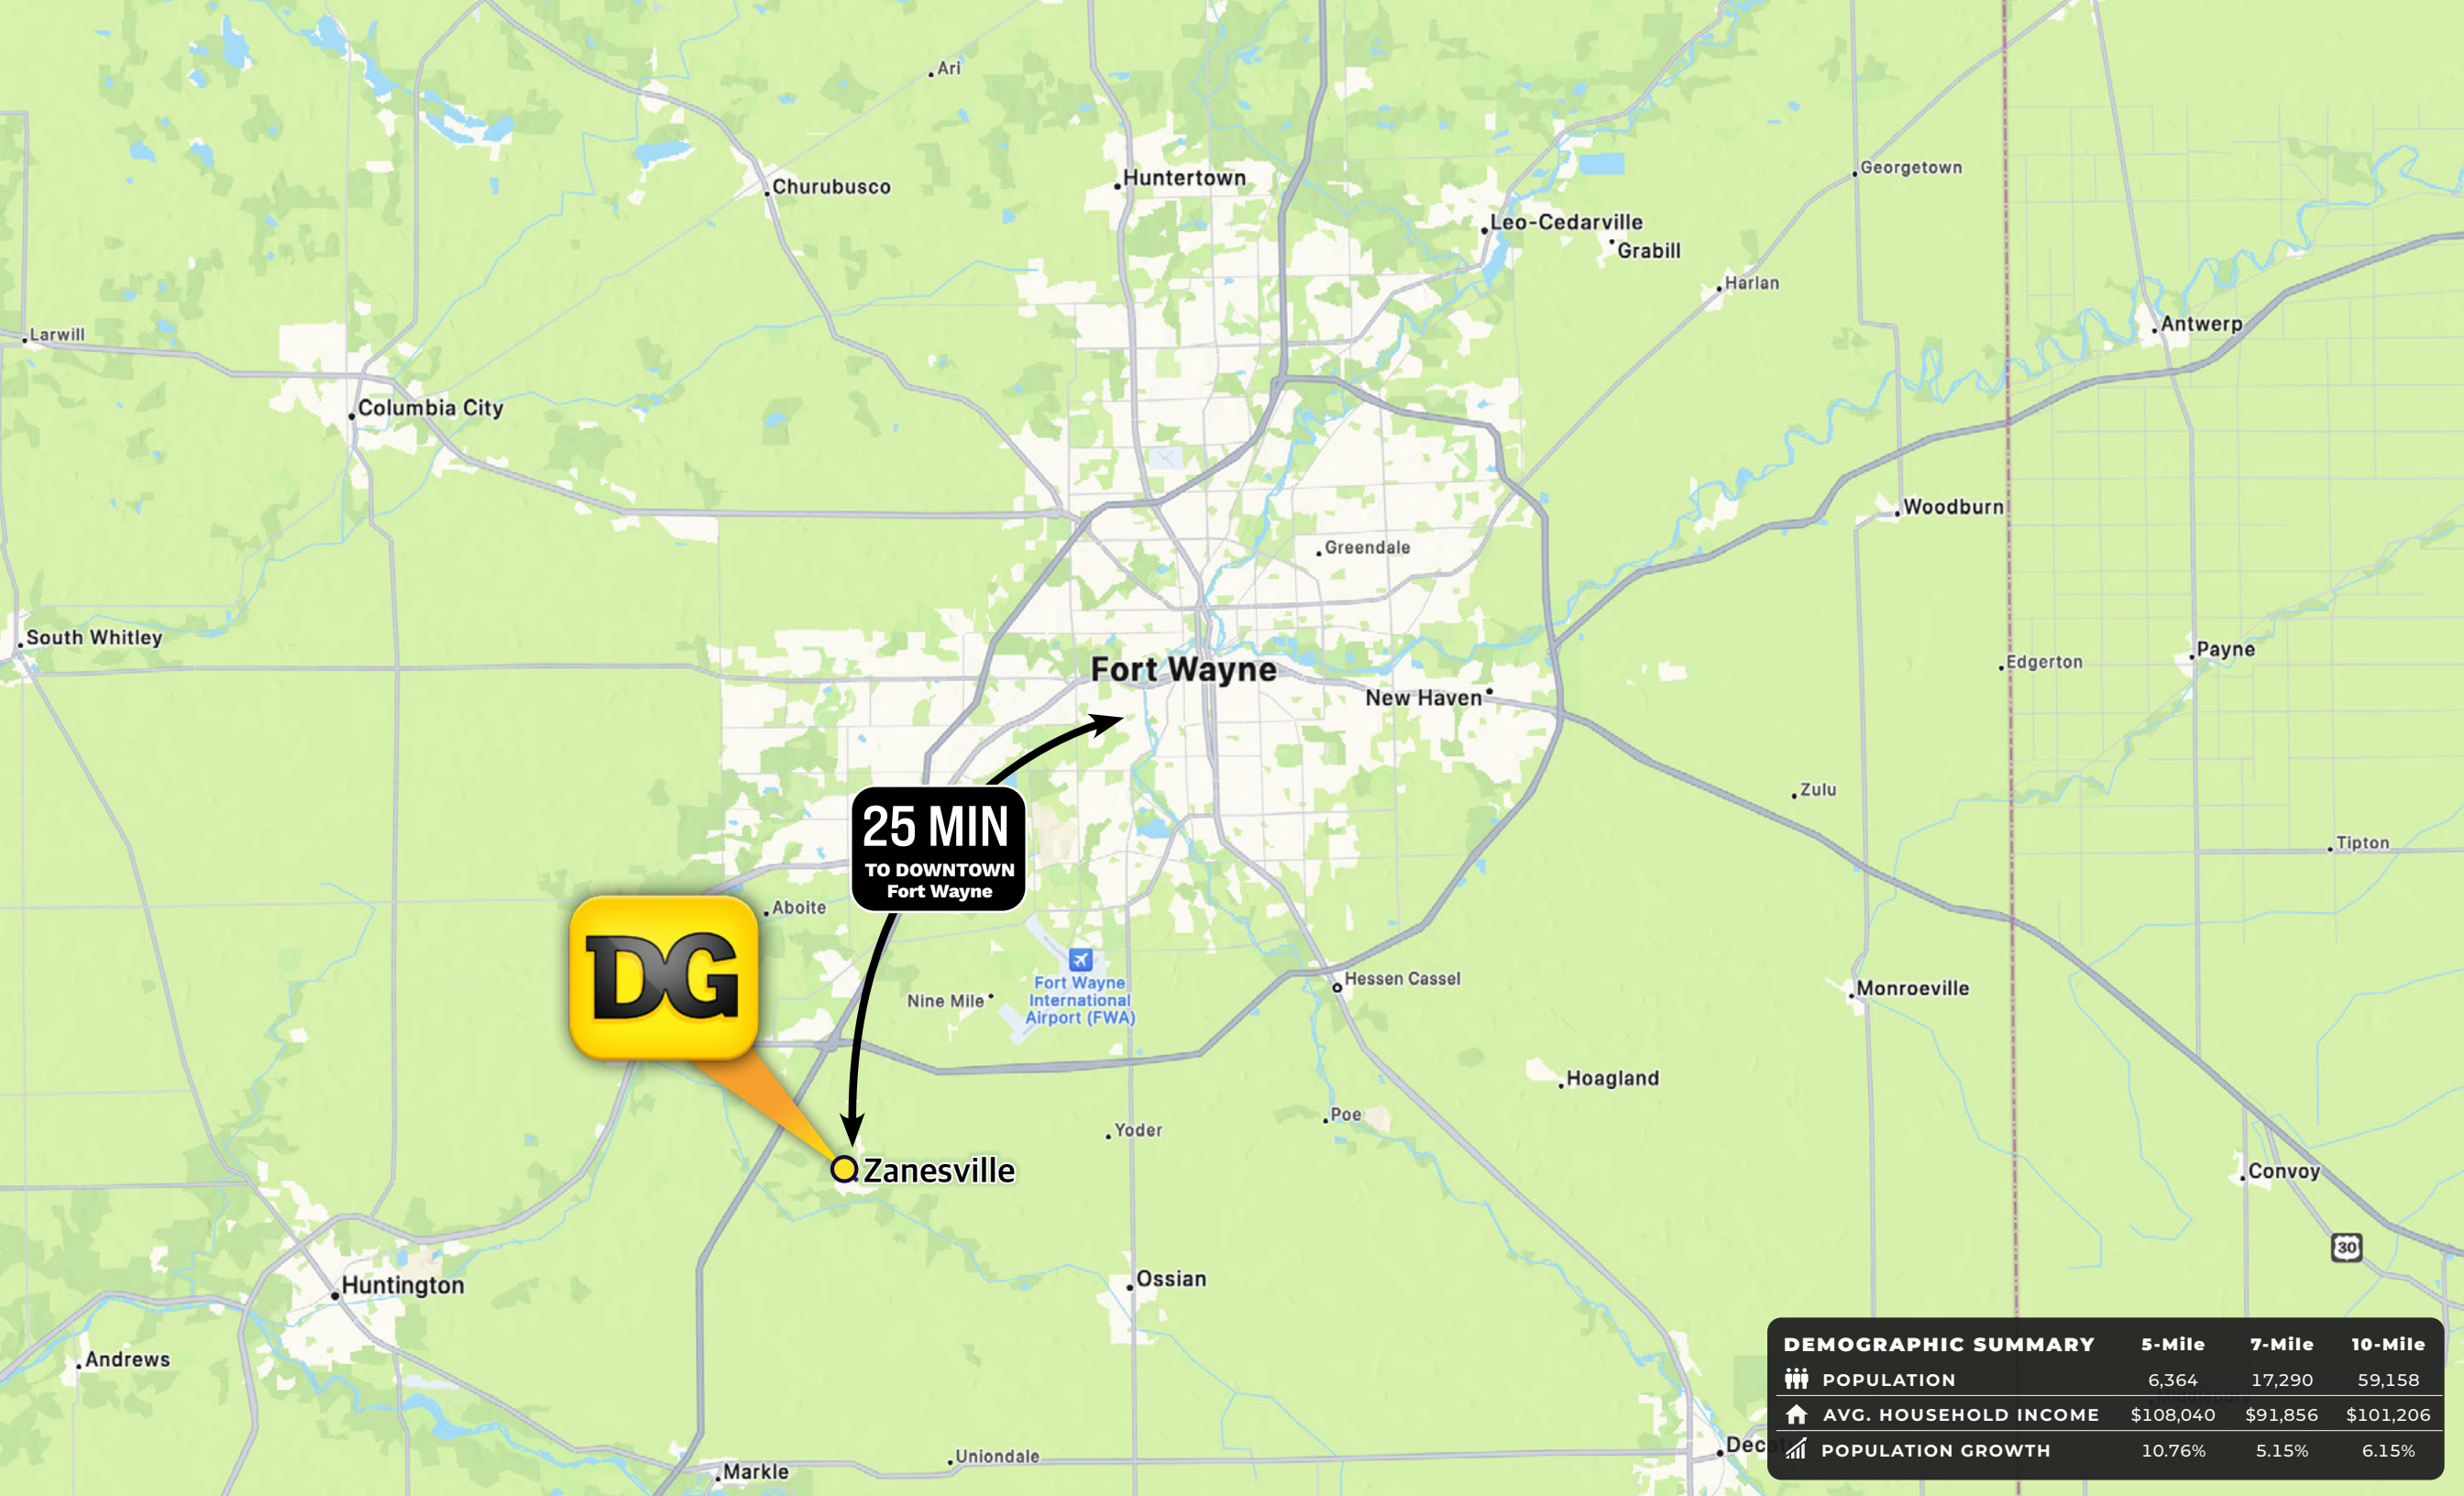 Ari
Huntertown
Churubusco
Georgetown
Leo-Cedarville
Grabill
Harlan
Larwill
Antwerp
Columbia City
Woodburn
Greendale
South Whitley
Fort Wayne
New Haven
Edgerton
Payne
Zulu
25 MIN
TO DOWNTOWN
Fort Wayne
Tipton
Aboite
DG
Nine Mile
Fort Wayne
International
Airport (FWA)
Hessen Cassel
Monroeville
Hoagland
Poe
Yoder
Zanesville
Convoy
30
Ossian
Huntington
Andrews
Uniondale
Markle
DEMOGRAPHIC SUMMARY 5-Mile 7-Mile 10-Mile
POPULATION 6,364 17,290 59,158
AVG. HOUSEHOLD INCOME $108,040 $91,856 $101,206
POPULATION GROWTH 10.76% 5.15% 6.15%